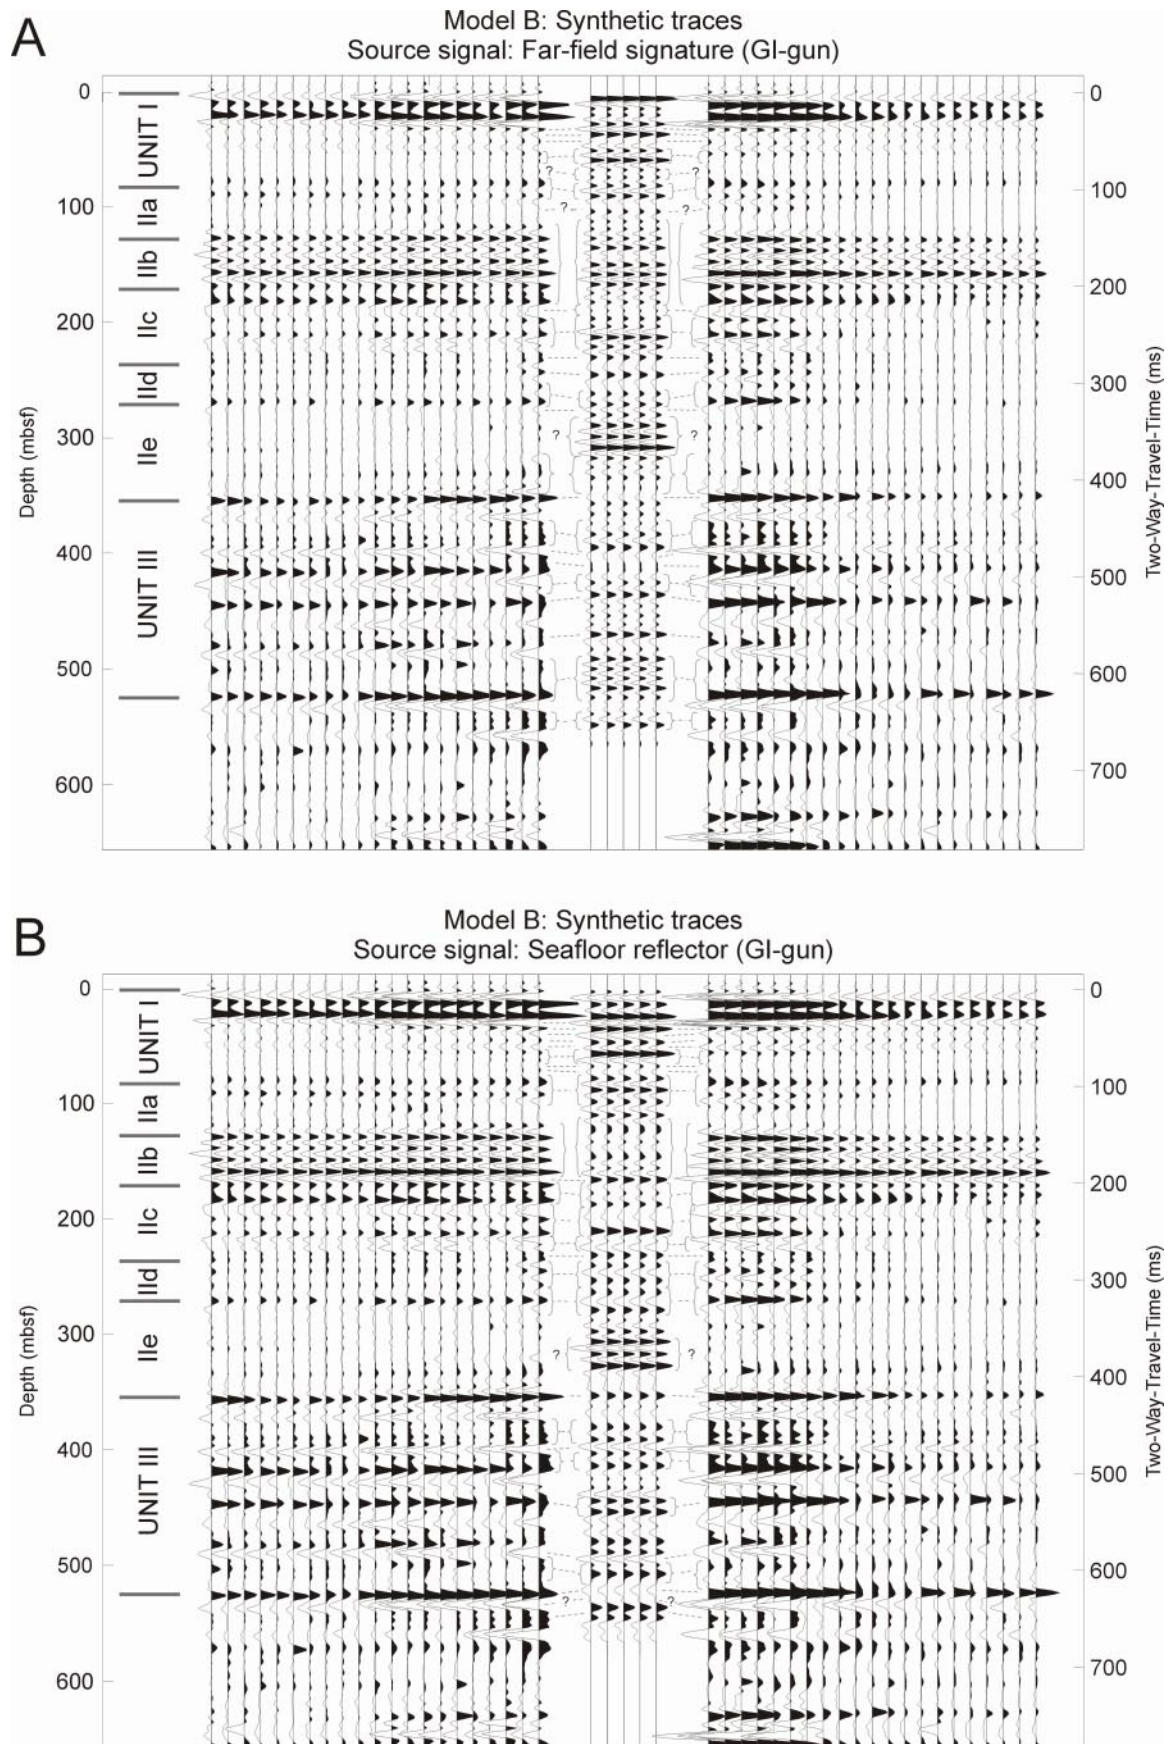 A
Model B: Synthetic traces
Source signal: Far-field signature (GI-gun)
0
100
200
300
400
500
600
Depth (mbsf)
UNIT I
IIa
IIb
IIc
IId
IIe
UNIT III
? ?
? ?
? ?
0
100
200
300
400
500
600
700
Two-Way-Travel-Time (ms)
B
Model B: Synthetic traces
Source signal: Seafloor reflector (GI-gun)
0
100
200
300
400
500
600
Depth (mbsf)
UNIT I
IIa
IIb
IIc
IId
IIe
UNIT III
? ?
? ?
0
100
200
300
400
500
600
700
Two-Way-Travel-Time (ms)